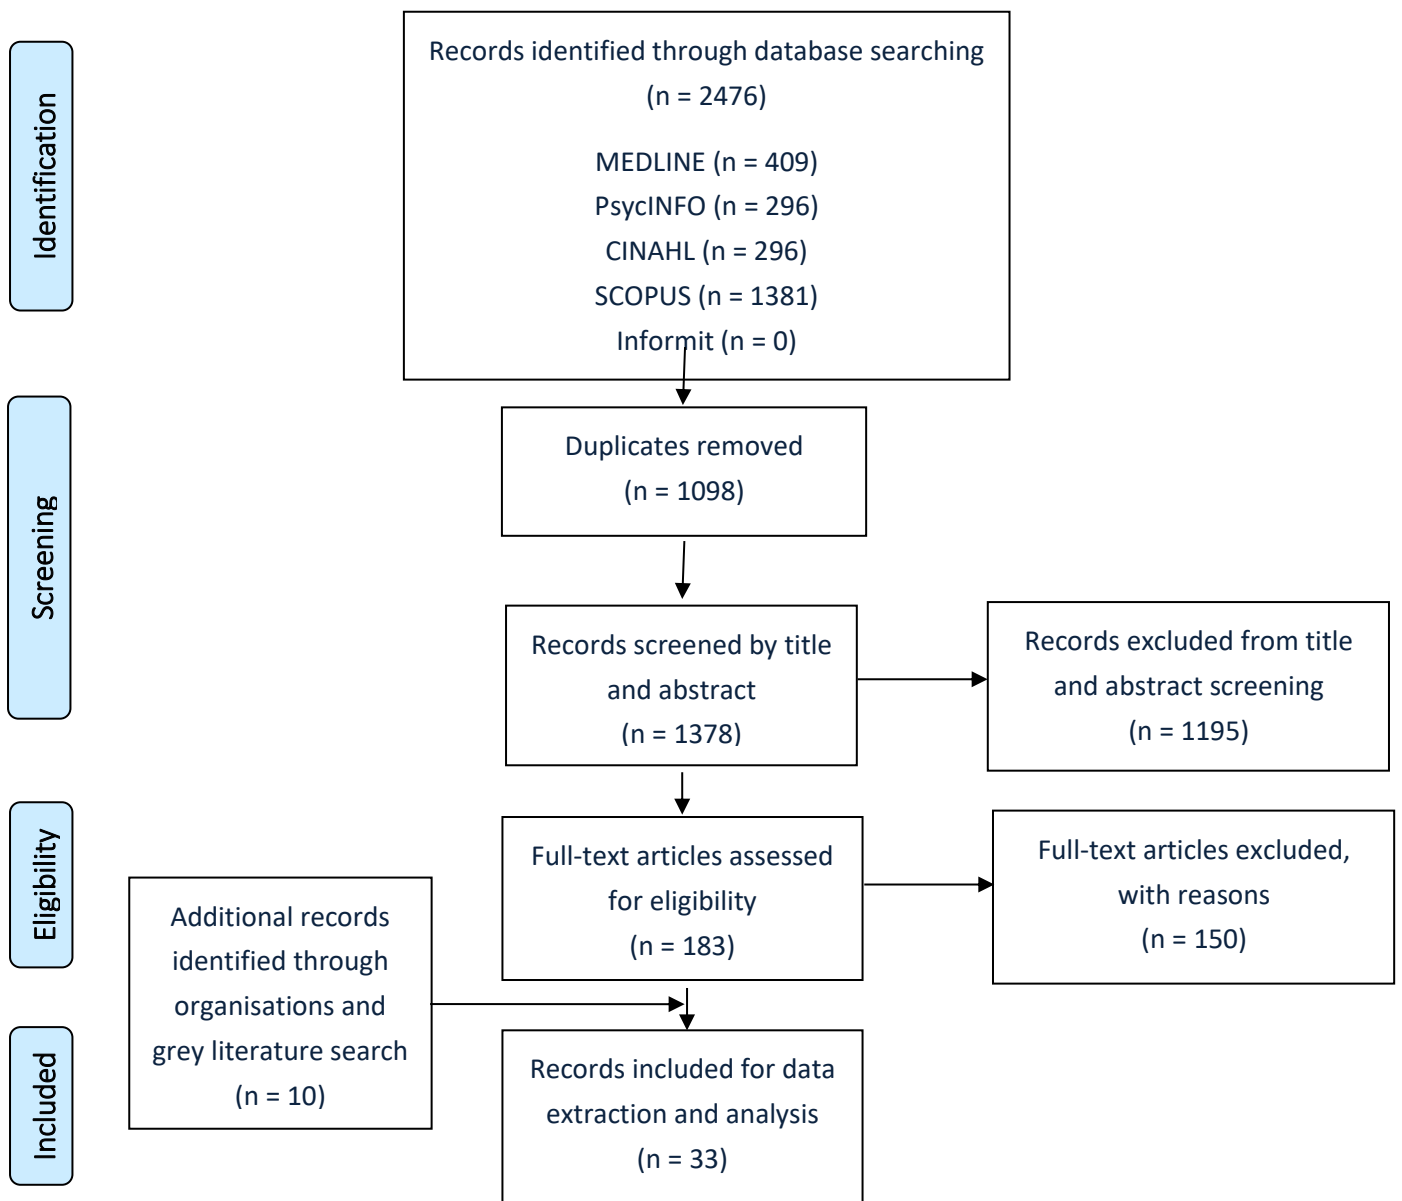 Identification
Records identified through database searching
(n = 2476)
MEDLINE (n = 409)
PsycINFO (n = 296)
CINAHL (n = 296)
SCOPUS (n = 1381)
Informit (n = 0)
Screening
Duplicates removed
(n = 1098)
Records screened by title
and abstract
(n = 1378)
Records excluded from title
and abstract screening
(n = 1195)
Eligibility
Full-text articles assessed
for eligibility
(n = 183)
Full-text articles excluded,
with reasons
(n = 150)
Additional records
identified through
organisations and
grey literature search
(n = 10)
Included
Records included for data
extraction and analysis
(n = 33)